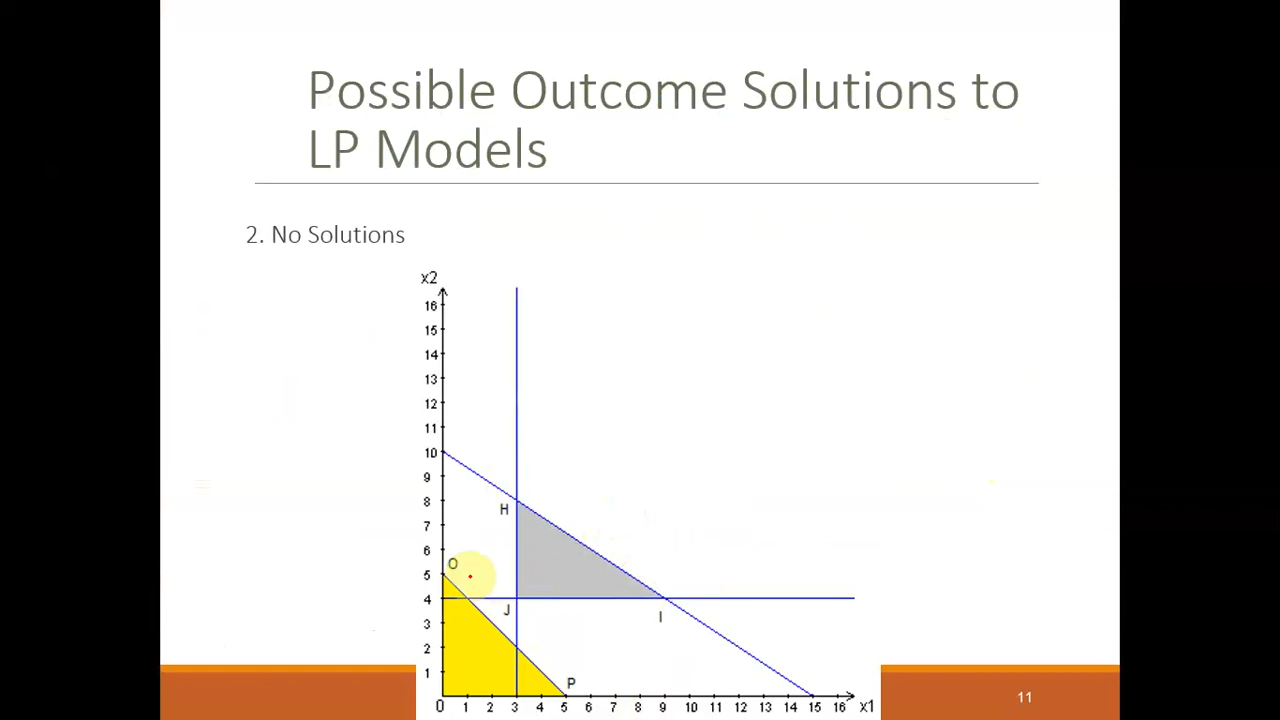 Possible Outcome Solutions to
LP Models
2. No Solutions
x2
16
15
14
13
12
11
10
9
8
H
7
6
O
5
4
J
I
3
2
1
P
0 1 2 3 4 5 6 7 8 9 10 11 12 13 14 15 16 x1
11